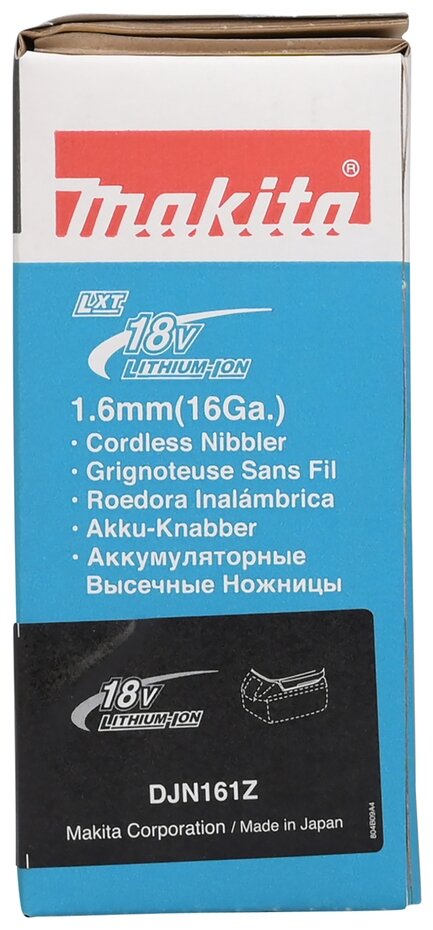 makita®
LXT
18V
LITHIUM-ION
1.6mm(16Ga.)
· Cordless Nibbler
· Grignoteuse Sans Fil
· Roedora Inalámbrica
· Akku-Knabber
· Аккумуляторные
Высечные Ножницы
18V
LITHIUM-ION
DJN161Z
Makita Corporation / Made in Japan
804B09A4